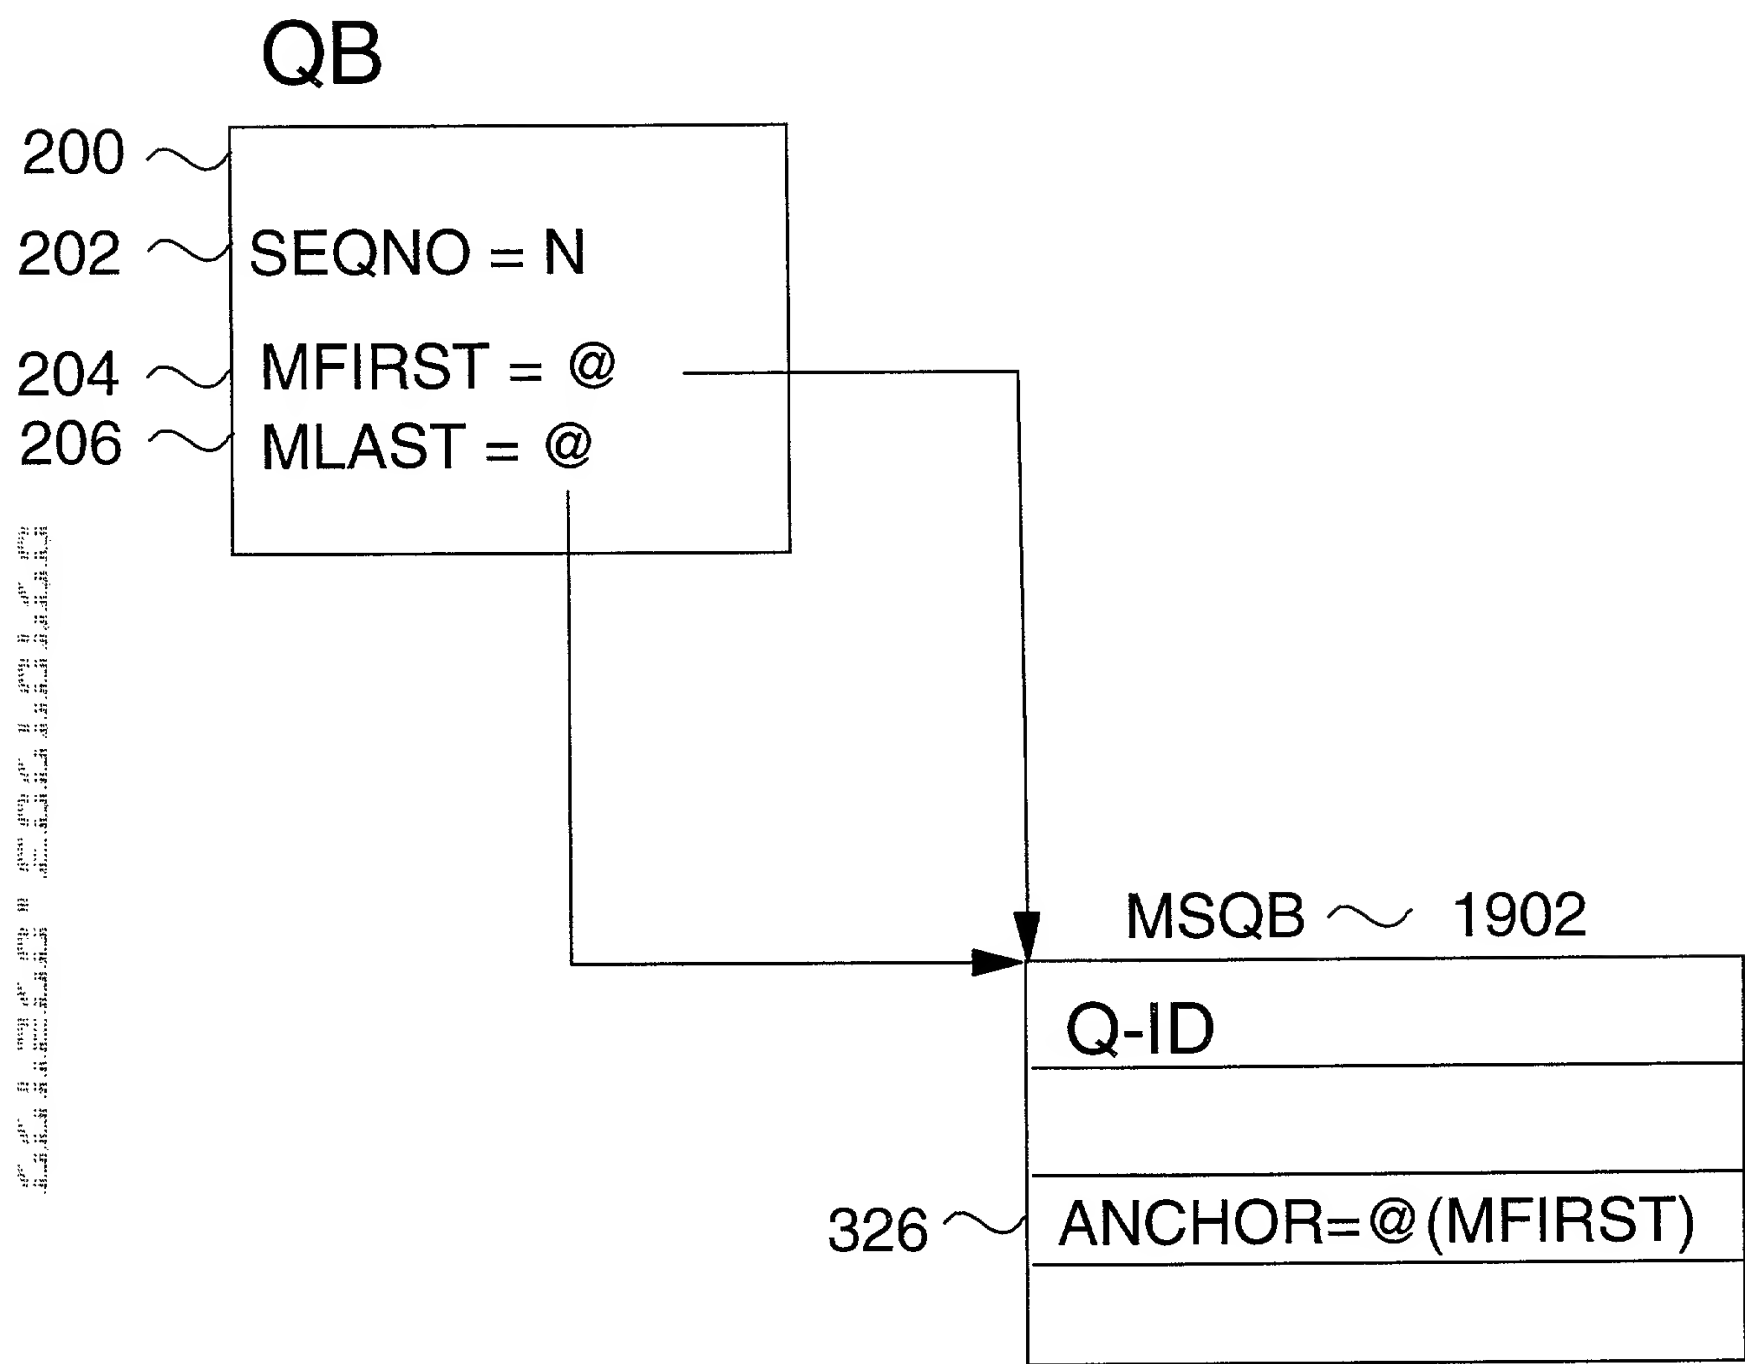 QB
200
202 SEQNO = N
204 MFIRST = @
206 MLAST = @
MSQB 1902
Q-ID
326 ANCHOR=@(MFIRST)